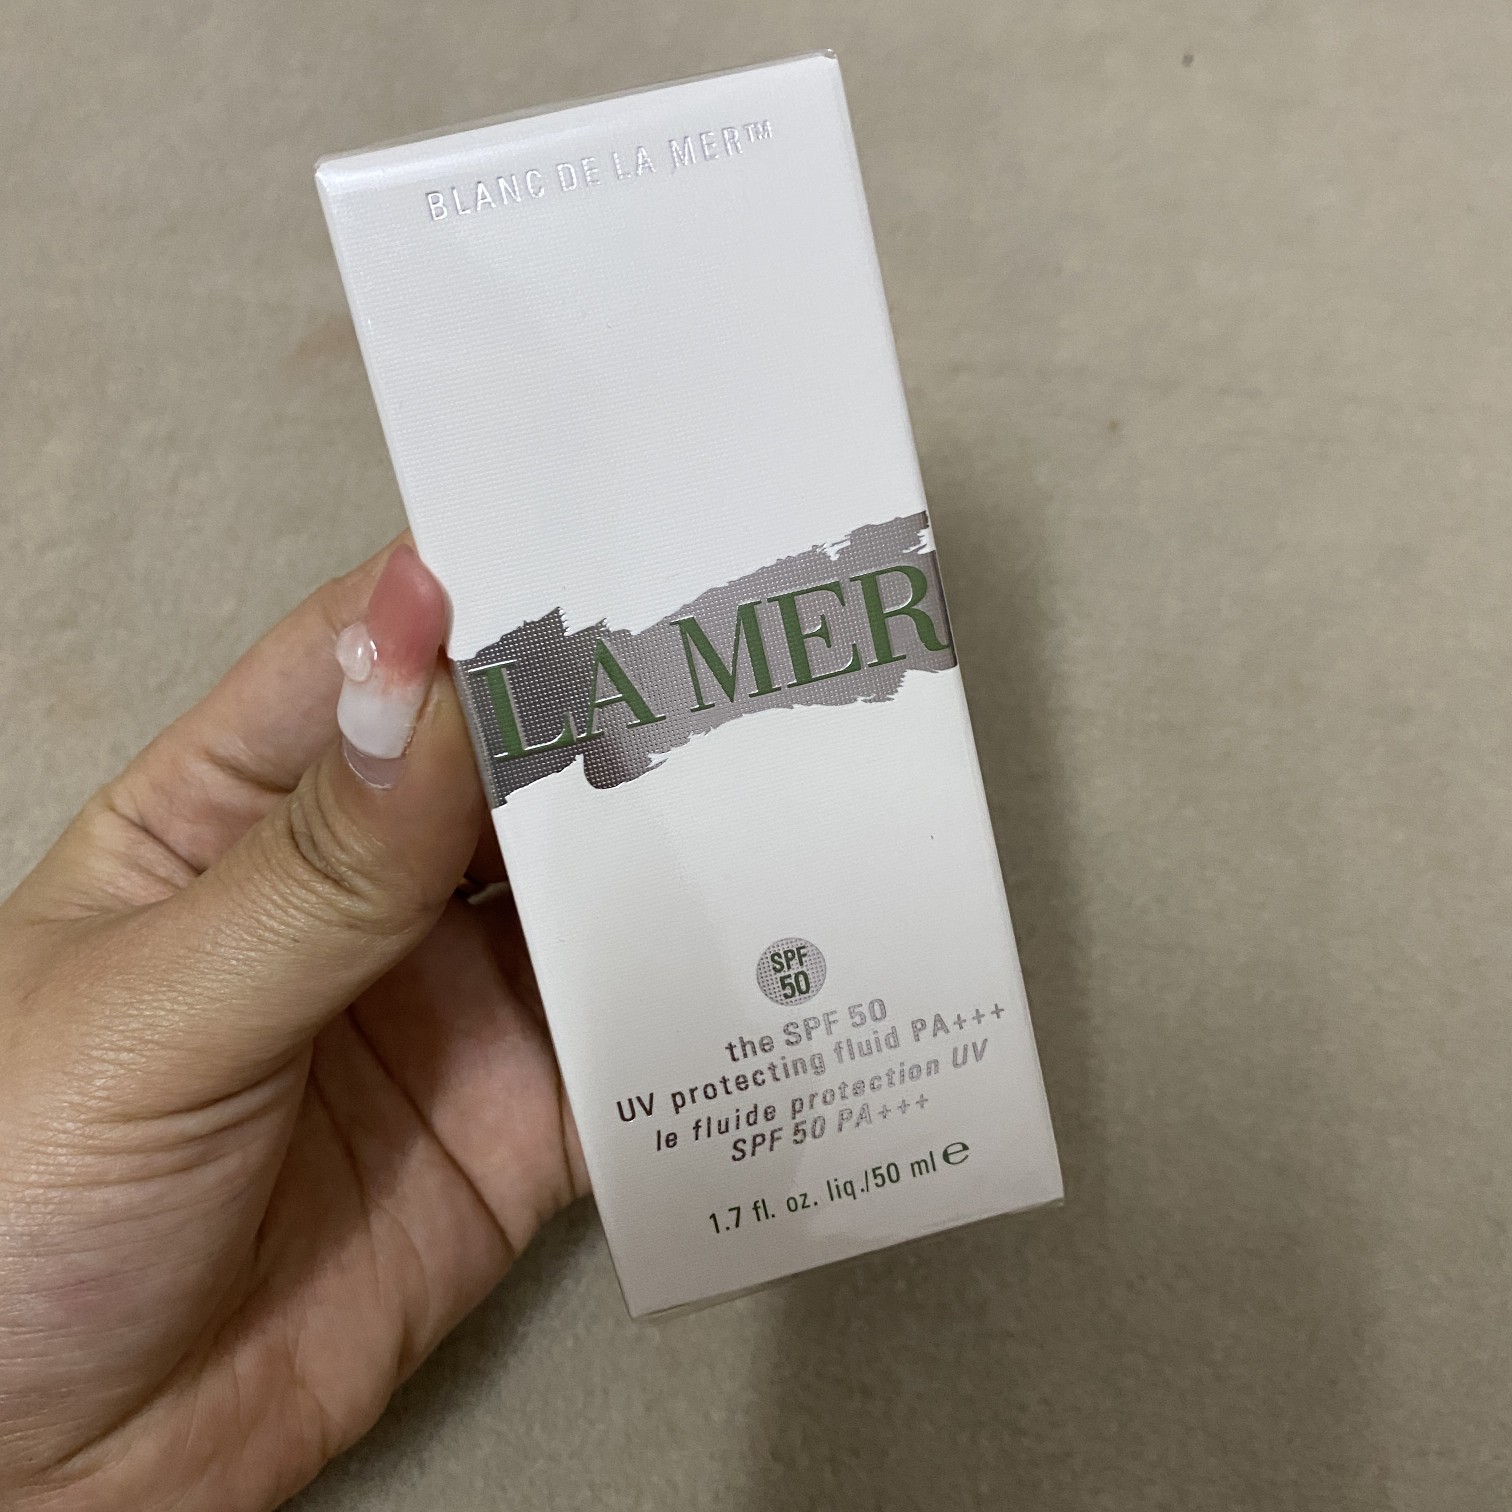 BLANC DE LA MER™
LA MER
SPF
50
the SPF 50
UV protecting fluid PA+++
le fluide protection UV
SPF 50 PA+++
1.7 fl. oz. liq./50 ml ℮